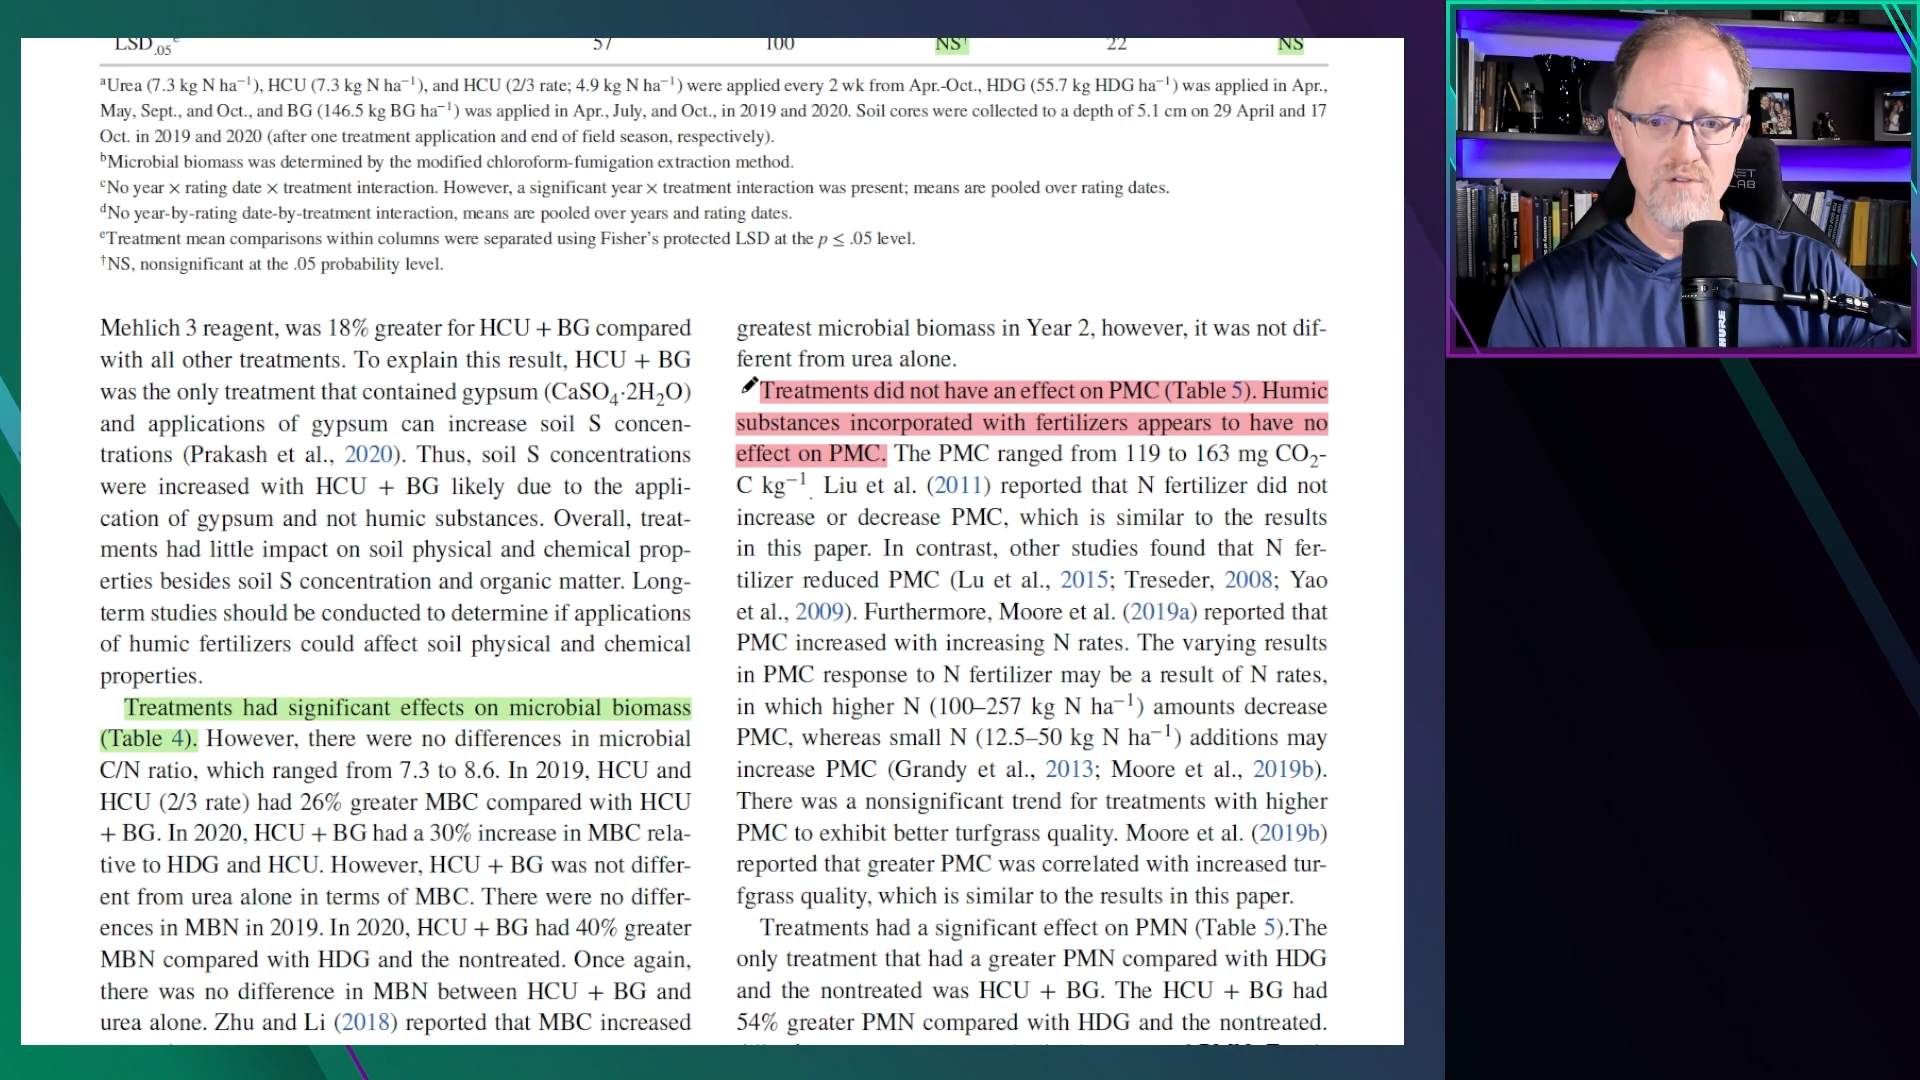 LSD.05e 57 100 NS† 22 NS
aUrea (7.3 kg N ha−1), HCU (7.3 kg N ha−1), and HCU (2/3 rate; 4.9 kg N ha−1) were applied every 2 wk from Apr.-Oct., HDG (55.7 kg HDG ha−1) was applied in Apr.,
May, Sept., and Oct., and BG (146.5 kg BG ha−1) was applied in Apr., July, and Oct., in 2019 and 2020. Soil cores were collected to a depth of 5.1 cm on 29 April and 17
Oct. in 2019 and 2020 (after one treatment application and end of field season, respectively).
bMicrobial biomass was determined by the modified chloroform-fumigation extraction method.
cNo year × rating date × treatment interaction. However, a significant year × treatment interaction was present; means are pooled over rating dates.
dNo year-by-rating date-by-treatment interaction, means are pooled over years and rating dates.
eTreatment mean comparisons within columns were separated using Fisher's protected LSD at the p ≤ .05 level.
†NS, nonsignificant at the .05 probability level.
Mehlich 3 reagent, was 18% greater for HCU + BG compared
with all other treatments. To explain this result, HCU + BG
was the only treatment that contained gypsum (CaSO4·2H2O)
and applications of gypsum can increase soil S concen-
trations (Prakash et al., 2020). Thus, soil S concentrations
were increased with HCU + BG likely due to the appli-
cation of gypsum and not humic substances. Overall, treat-
ments had little impact on soil physical and chemical prop-
erties besides soil S concentration and organic matter. Long-
term studies should be conducted to determine if applications
of humic fertilizers could affect soil physical and chemical
properties.
Treatments had significant effects on microbial biomass
(Table 4). However, there were no differences in microbial
C/N ratio, which ranged from 7.3 to 8.6. In 2019, HCU and
HCU (2/3 rate) had 26% greater MBC compared with HCU
+ BG. In 2020, HCU + BG had a 30% increase in MBC rela-
tive to HDG and HCU. However, HCU + BG was not differ-
ent from urea alone in terms of MBC. There were no differ-
ences in MBN in 2019. In 2020, HCU + BG had 40% greater
MBN compared with HDG and the nontreated. Once again,
there was no difference in MBN between HCU + BG and
urea alone. Zhu and Li (2018) reported that MBC increased
greatest microbial biomass in Year 2, however, it was not dif-
ferent from urea alone.
Treatments did not have an effect on PMC (Table 5). Humic
substances incorporated with fertilizers appears to have no
effect on PMC. The PMC ranged from 119 to 163 mg CO2-
C kg−1. Liu et al. (2011) reported that N fertilizer did not
increase or decrease PMC, which is similar to the results
in this paper. In contrast, other studies found that N fer-
tilizer reduced PMC (Lu et al., 2015; Treseder, 2008; Yao
et al., 2009). Furthermore, Moore et al. (2019a) reported that
PMC increased with increasing N rates. The varying results
in PMC response to N fertilizer may be a result of N rates,
in which higher N (100–257 kg N ha−1) amounts decrease
PMC, whereas small N (12.5–50 kg N ha−1) additions may
increase PMC (Grandy et al., 2013; Moore et al., 2019b).
There was a nonsignificant trend for treatments with higher
PMC to exhibit better turfgrass quality. Moore et al. (2019b)
reported that greater PMC was correlated with increased tur-
fgrass quality, which is similar to the results in this paper.
Treatments had a significant effect on PMN (Table 5).The
only treatment that had a greater PMN compared with HDG
and the nontreated was HCU + BG. The HCU + BG had
54% greater PMN compared with HDG and the nontreated.
SHURE
LAB